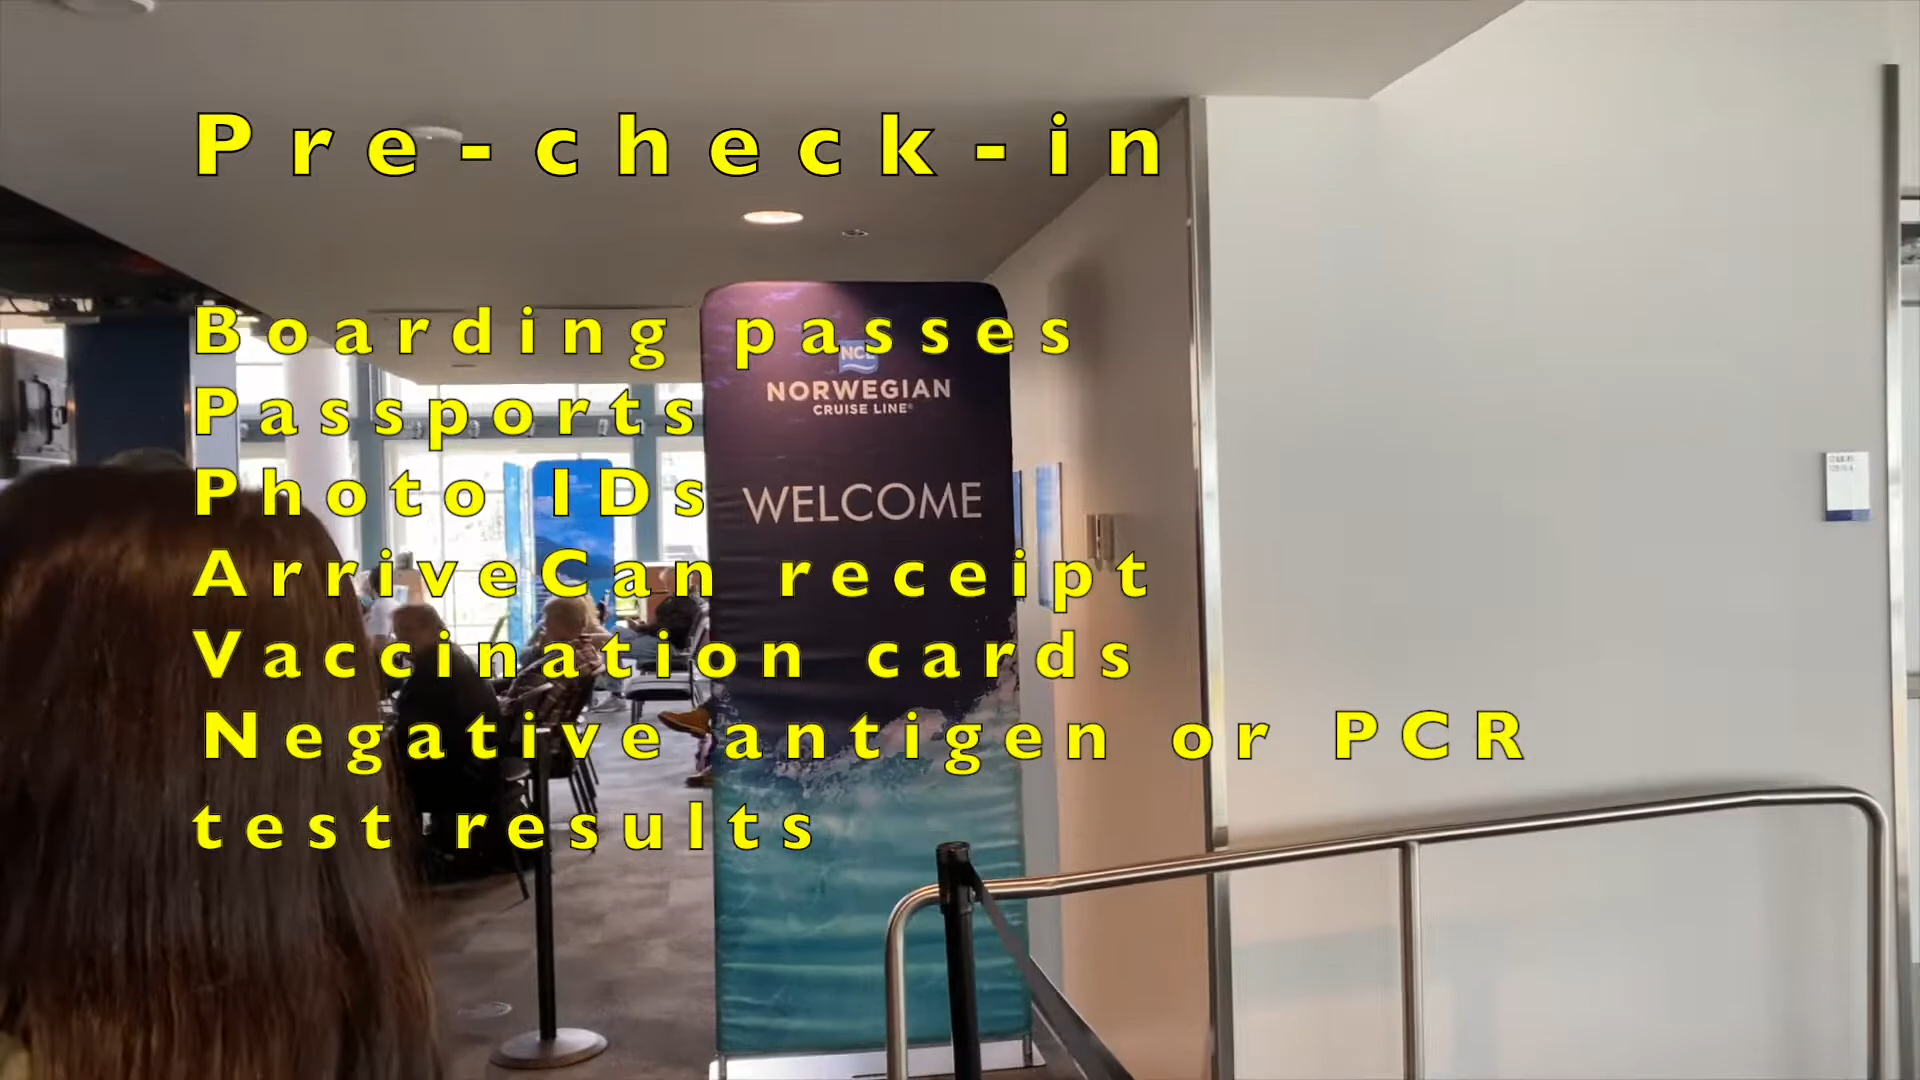 Pre-check-in
Boarding passes
NCL
NORWEGIAN
CRUISE LINE®
Passports
Photo IDs
WELCOME
ArriveCan receipt
Vaccination cards
Negative antigen or PCR
test results